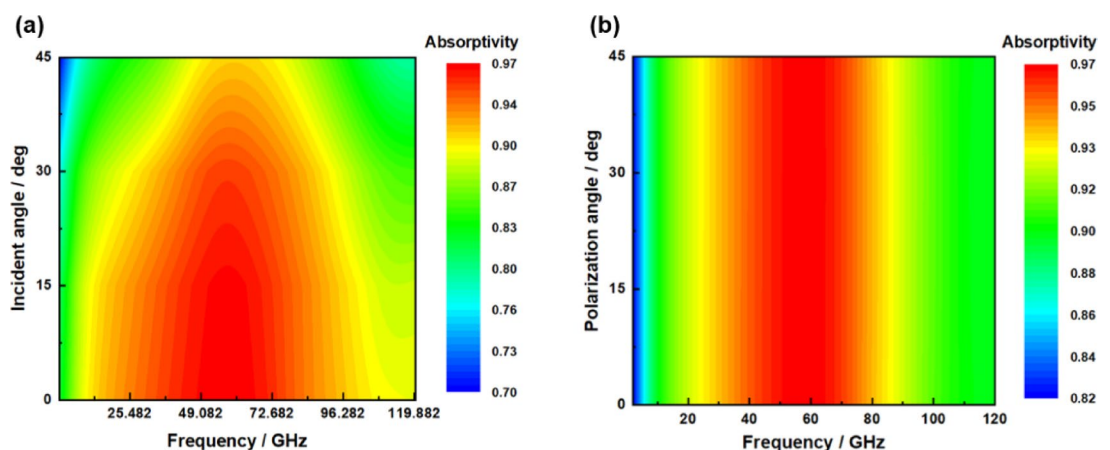 (a)
Absorptivity
45
30
15
0
Incident angle / deg
25.482 49.082 72.682 96.282 119.882
Frequency / GHz
0.97
0.94
0.90
0.87
0.83
0.80
0.76
0.73
0.70
(b)
Absorptivity
45
30
15
0
Polarization angle / deg
20 40 60 80 100 120
Frequency / GHz
0.97
0.95
0.93
0.92
0.90
0.88
0.86
0.84
0.82